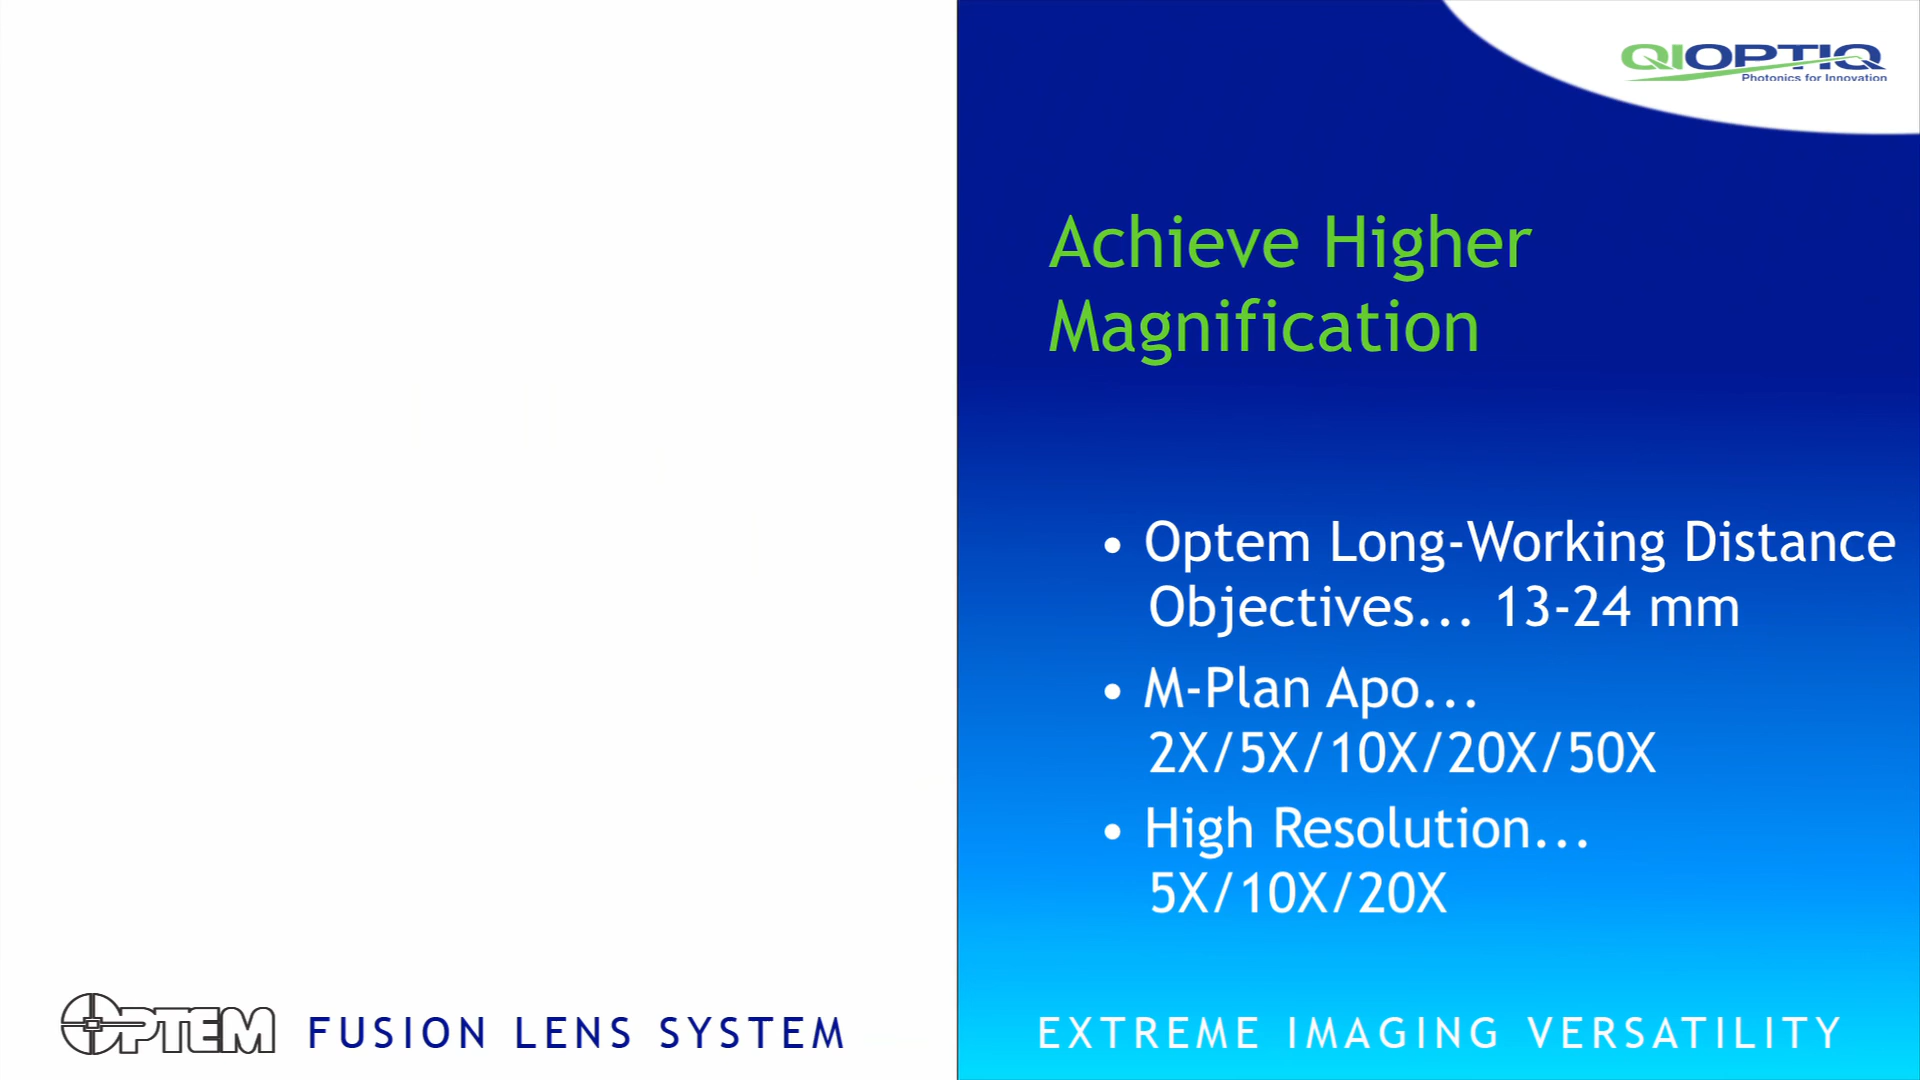 QIOPTIQ
Photonics for Innovation
Achieve Higher
Magnification
• Optem Long-Working Distance
Objectives... 13-24 mm
• M-Plan Apo...
2X/5X/10X/20X/50X
• High Resolution...
5X/10X/20X
OPTEM FUSION LENS SYSTEM
EXTREME IMAGING VERSATILITY